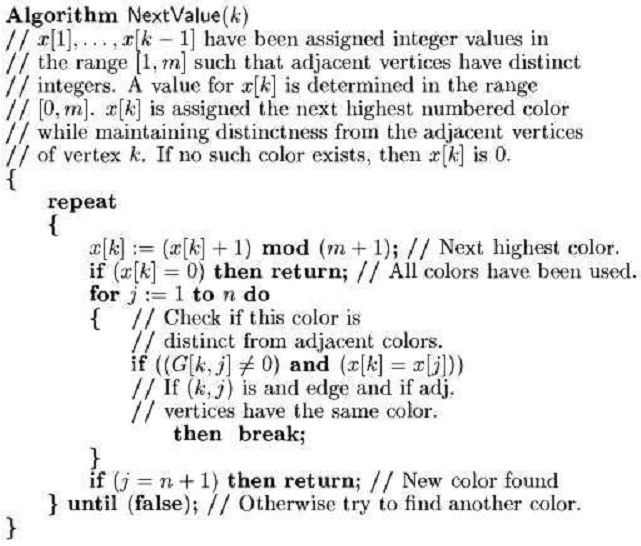 Algorithm NextValue(k)
// x[1], . . . , x[k − 1] have been assigned integer values in
// the range [1, m] such that adjacent vertices have distinct
// integers. A value for x[k] is determined in the range
// [0, m]. x[k] is assigned the next highest numbered color
// while maintaining distinctness from the adjacent vertices
// of vertex k. If no such color exists, then x[k] is 0.
{
repeat
{
x[k] := (x[k] + 1) mod (m + 1); // Next highest color.
if (x[k] = 0) then return; // All colors have been used.
for j := 1 to n do
{ // Check if this color is
// distinct from adjacent colors.
if ((G[k, j] ≠ 0) and (x[k] = x[j]))
// If (k, j) is and edge and if adj.
// vertices have the same color.
then break;
}
if (j = n + 1) then return; // New color found
} until (false); // Otherwise try to find another color.
}